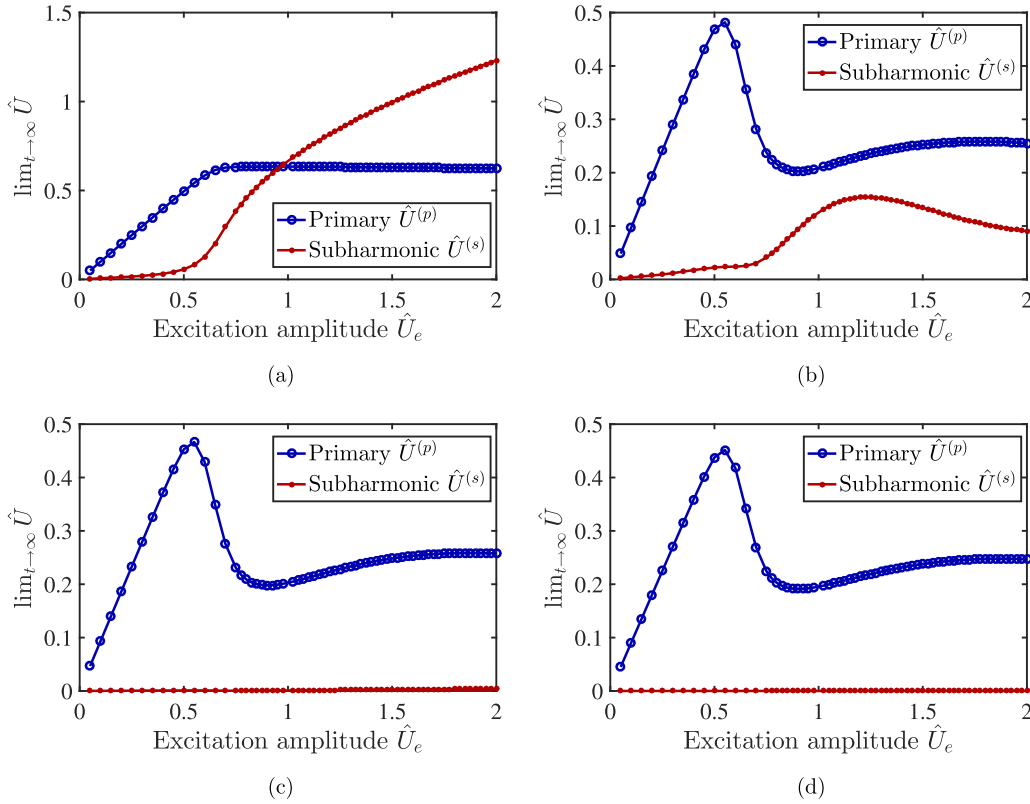 1.5
1
0.5
0
lim_{t→∞} Û
Primary Û^{(p)}
Subharmonic Û^{(s)}
0 0.5 1 1.5 2
Excitation amplitude Û_e
(a)
0.5
0.4
0.3
0.2
0.1
0
lim_{t→∞} Û
Primary Û^{(p)}
Subharmonic Û^{(s)}
0 0.5 1 1.5 2
Excitation amplitude Û_e
(b)
0.5
0.4
0.3
0.2
0.1
0
lim_{t→∞} Û
Primary Û^{(p)}
Subharmonic Û^{(s)}
0 0.5 1 1.5 2
Excitation amplitude Û_e
(c)
0.5
0.4
0.3
0.2
0.1
0
lim_{t→∞} Û
Primary Û^{(p)}
Subharmonic Û^{(s)}
0 0.5 1 1.5 2
Excitation amplitude Û_e
(d)